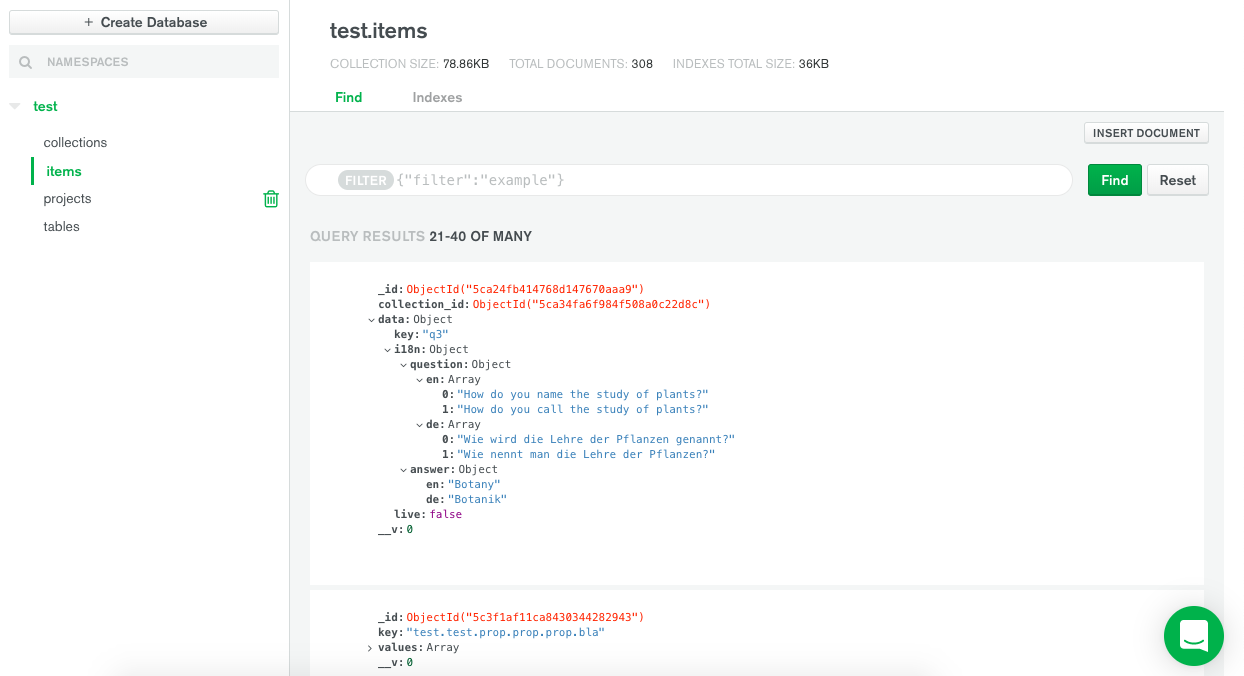 + Create Database
NAMESPACES
test
collections
items
projects
tables
test.items
COLLECTION SIZE: 78.86KB TOTAL DOCUMENTS: 308 INDEXES TOTAL SIZE: 36KB
Find Indexes
INSERT DOCUMENT
FILTER {"filter":"example"} Find Reset
QUERY RESULTS 21-40 OF MANY
_id: ObjectId("5ca24fb414768d147670aaa9")
collection_id: ObjectId("5ca34fa6f984f508a0c22d8c")
data: Object
key: "q3"
i18n: Object
question: Object
en: Array
0: "How do you name the study of plants?"
1: "How do you call the study of plants?"
de: Array
0: "Wie wird die Lehre der Pflanzen genannt?"
1: "Wie nennt man die Lehre der Pflanzen?"
answer: Object
en: "Botany"
de: "Botanik"
live: false
__v: 0
_id: ObjectId("5c3f1af11ca8430344282943")
key: "test.test.prop.prop.prop.bla"
values: Array
__v: 0